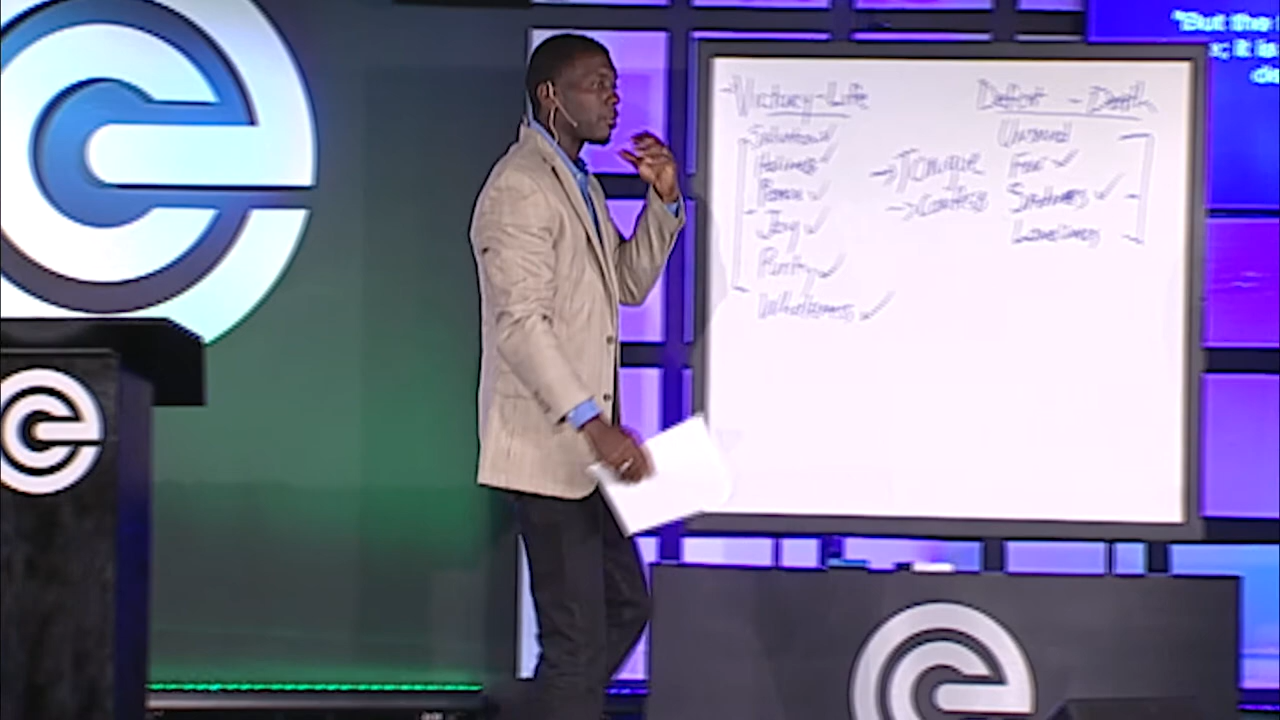 Victory-Life
Salvation
Holiness
Peace
Joy
Purity
Wholeness
→Tongue
→Confess
Defeat - Death
Unsaved
Fear
Sadness
Loneliness
"But the
; it is
de